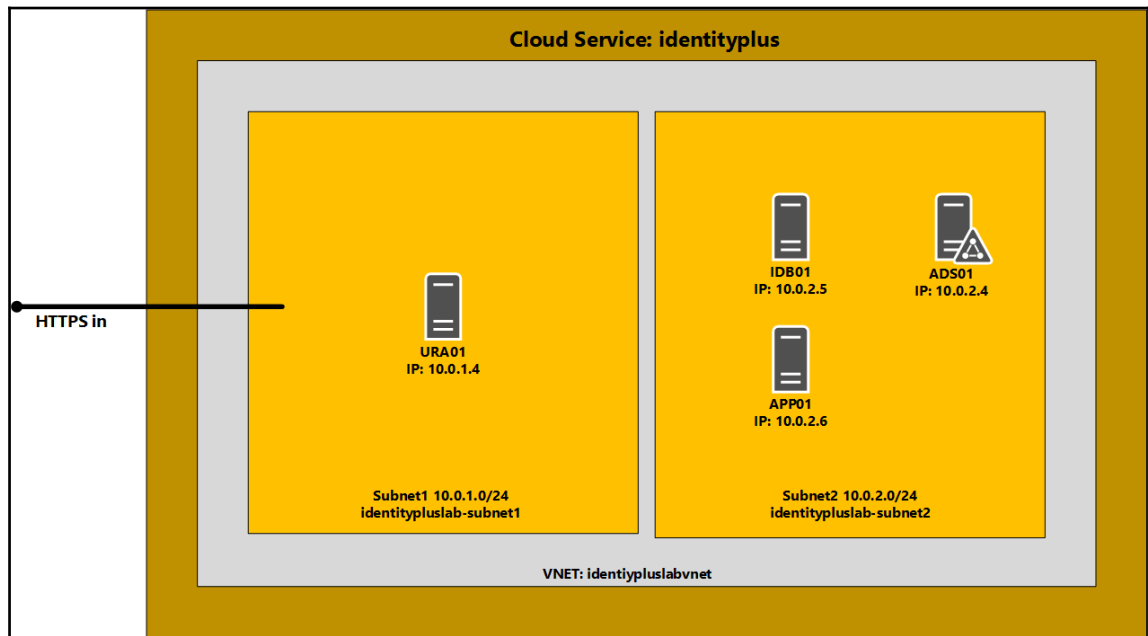 Cloud Service: identityplus
HTTPS in
URA01
IP: 10.0.1.4
Subnet1 10.0.1.0/24
identitypluslab-subnet1
IDB01
IP: 10.0.2.5
ADS01
IP: 10.0.2.4
APP01
IP: 10.0.2.6
Subnet2 10.0.2.0/24
identitypluslab-subnet2
VNET: identiypluslabvnet